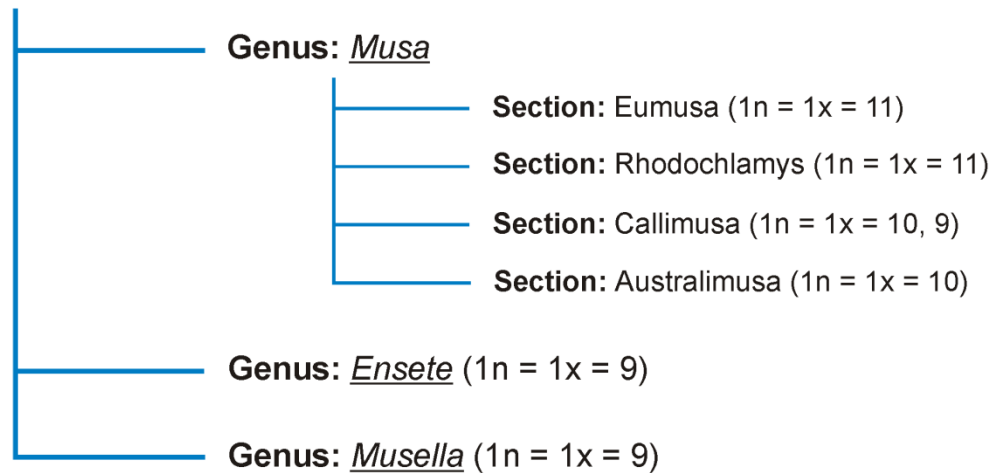 Genus: Musa
Section: Eumusa (1n = 1x = 11)
Section: Rhodochlamys (1n = 1x = 11)
Section: Callimusa (1n = 1x = 10, 9)
Section: Australimusa (1n = 1x = 10)
Genus: Ensete (1n = 1x = 9)
Genus: Musella (1n = 1x = 9)